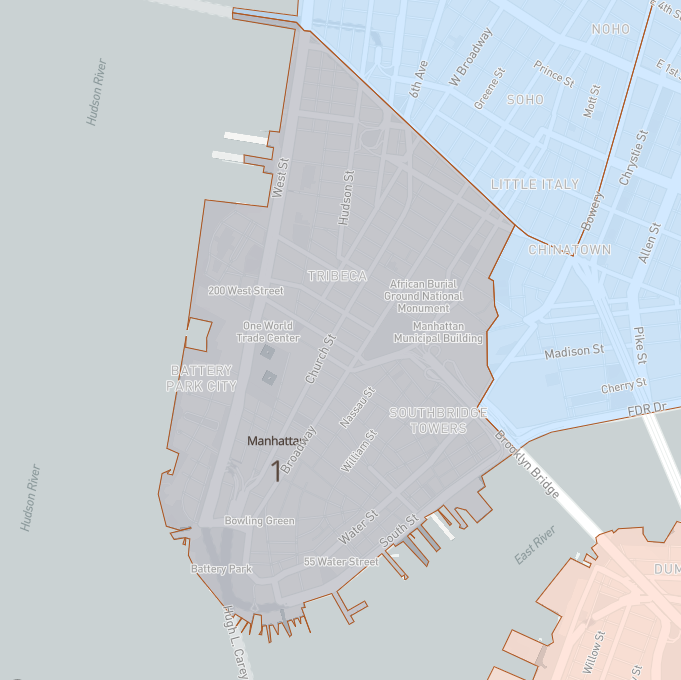 E 4th St
NOHO
W Broadway
6th Ave
Prince St
E 1st S
Hudson River
Greene St
SOHO
Mott St
Chrystie St
West St
Hudson St
LITTLE ITALY
Bowery
Allen St
CHINATOWN
TRIBECA
200 West Street
African Burial
Ground National
Monument
One World
Trade Center
Manhattan
Municipal Building
Church St
Pike St
Madison St
BATTERY
PARK CITY
Cherry St
Nassau St
SOUTHBRIDGE
TOWERS
FDR Dr
Manhatta
1
Broadway
William St
Brooklyn Bridge
Hudson River
Bowling Green
Water St
South St
East River
55 Water Street
Battery Park
DUM
Hugh L. Carey
Willow St
y St